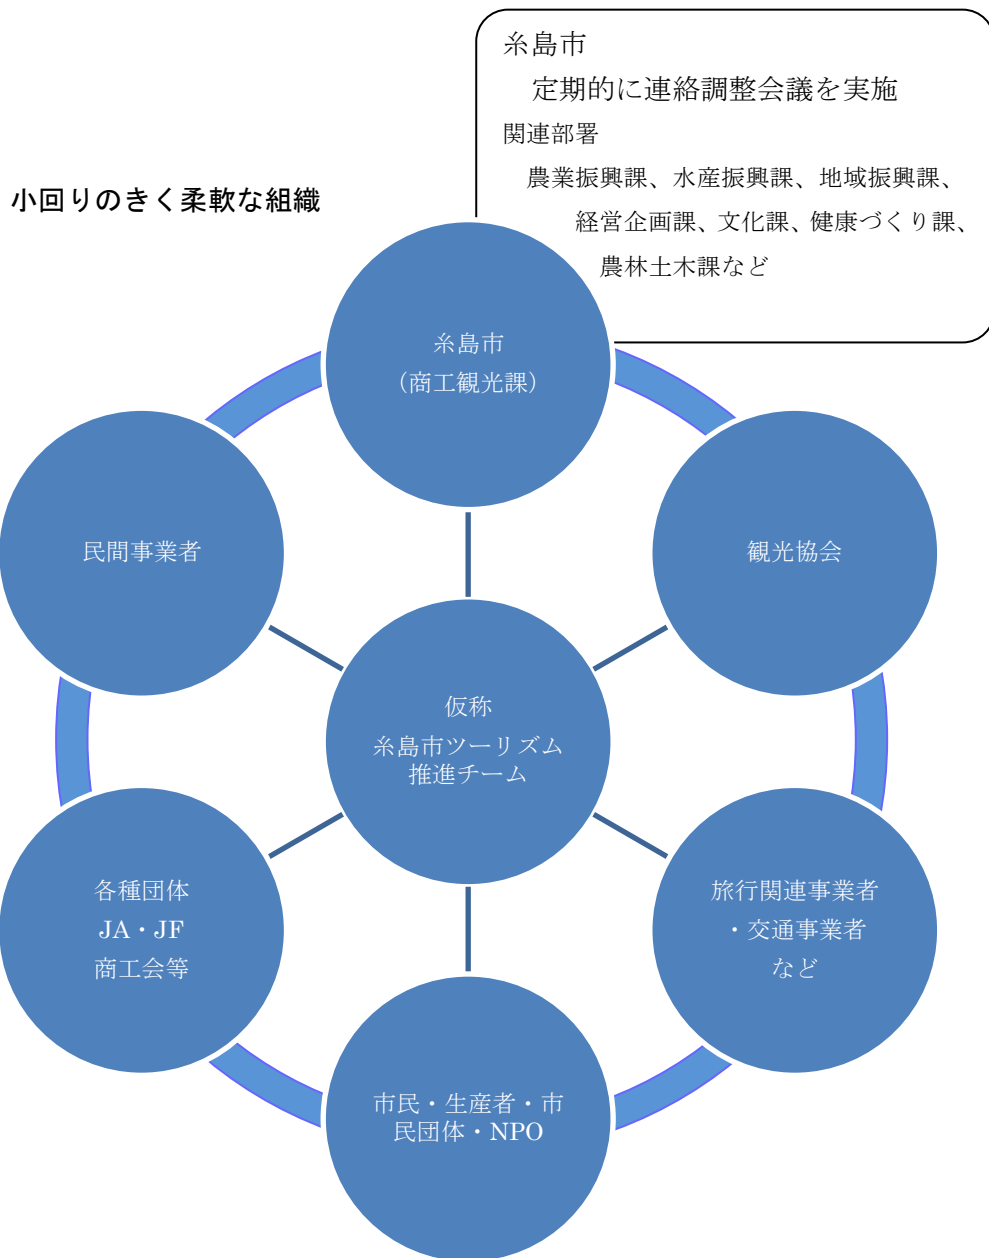 糸島市
定期的に連絡調整会議を実施
関連部署
農業振興課、水産振興課、地域振興課、
経営企画課、文化課、健康づくり課、
農林土木課など
小回りのきく柔軟な組織
糸島市
（商工観光課）
民間事業者
観光協会
仮称
糸島市ツーリズム
推進チーム
各種団体
JA・JF
商工会等
旅行関連事業者
・交通事業者
など
市民・生産者・市
民団体・NPO